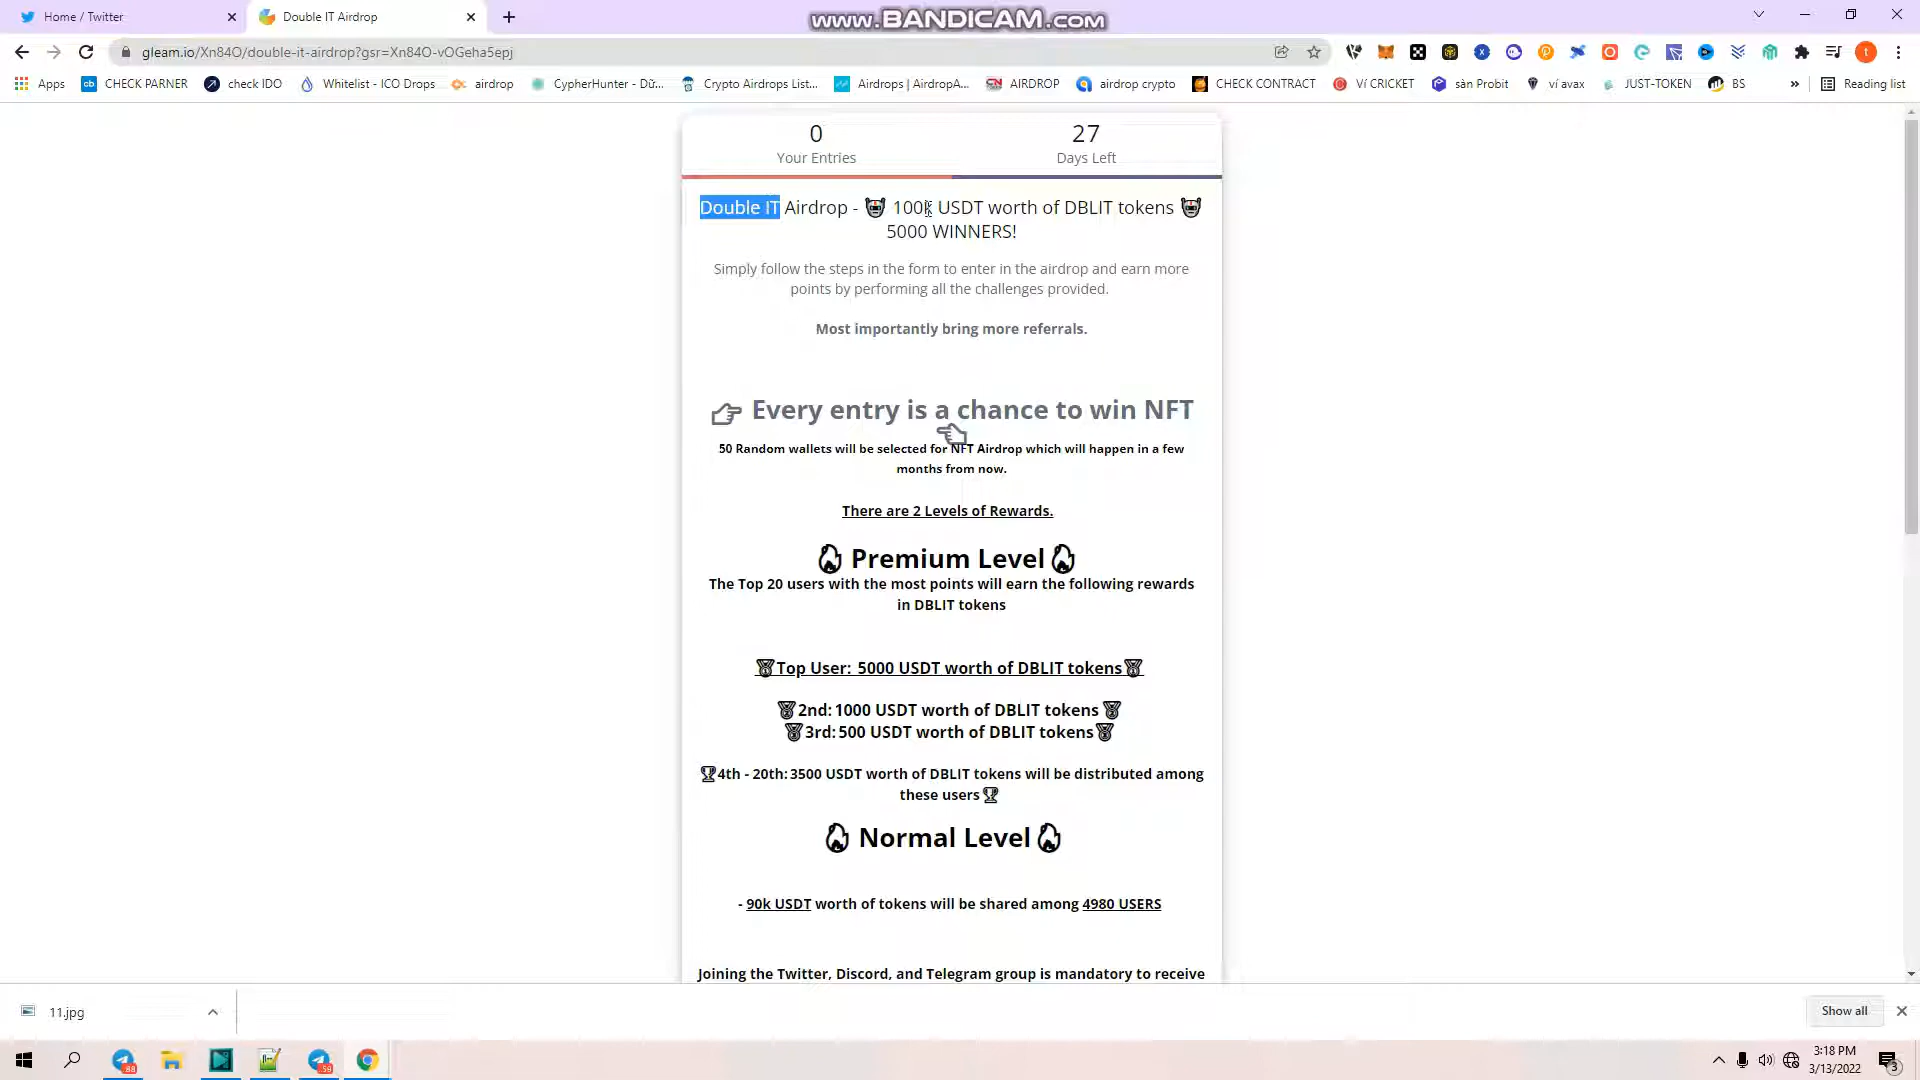 Home / Twitter
Double IT Airdrop
www.BANDICAM.com
gleam.io/Xn84O/double-it-airdrop?gsr=Xn84O-vOGeha5epj
Apps
CHECK PARNER
check IDO
Whitelist - ICO Drops
airdrop
CypherHunter - Dữ...
Crypto Airdrops List...
Airdrops | AirdropA...
AIRDROP
airdrop crypto
CHECK CONTRACT
Ví CRICKET
sàn Probit
ví avax
JUST-TOKEN
BS
Reading list
0
Your Entries
27
Days Left
Double IT Airdrop - 100k USDT worth of DBLIT tokens
5000 WINNERS!
Simply follow the steps in the form to enter in the airdrop and earn more
points by performing all the challenges provided.
Most importantly bring more referrals.
Every entry is a chance to win NFT
50 Random wallets will be selected for NFT Airdrop which will happen in a few
months from now.
There are 2 Levels of Rewards.
Premium Level
The Top 20 users with the most points will earn the following rewards
in DBLIT tokens
Top User: 5000 USDT worth of DBLIT tokens
2nd: 1000 USDT worth of DBLIT tokens
3rd: 500 USDT worth of DBLIT tokens
4th - 20th: 3500 USDT worth of DBLIT tokens will be distributed among
these users
Normal Level
- 90k USDT worth of tokens will be shared among 4980 USERS
Joining the Twitter, Discord, and Telegram group is mandatory to receive
11.jpg
Show all
3:18 PM
3/13/2022